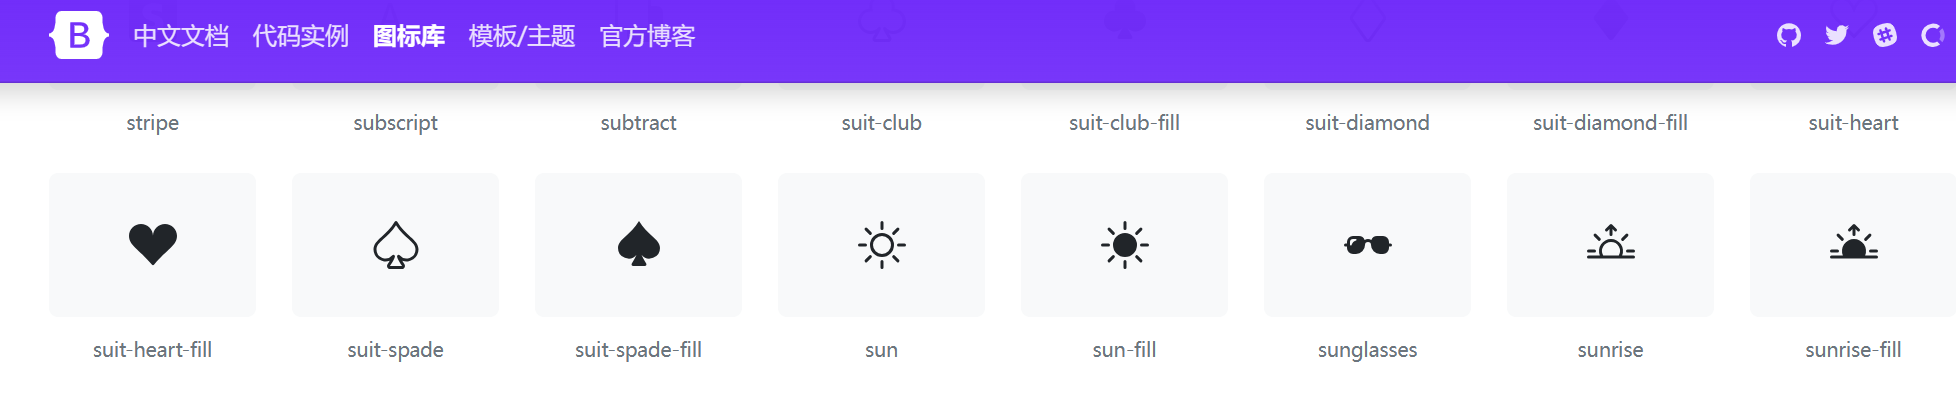 B 中文文档 代码实例 图标库 模板/主题 官方博客
stripe subscript subtract suit-club suit-club-fill suit-diamond suit-diamond-fill suit-heart
suit-heart-fill suit-spade suit-spade-fill sun sun-fill sunglasses sunrise sunrise-fill